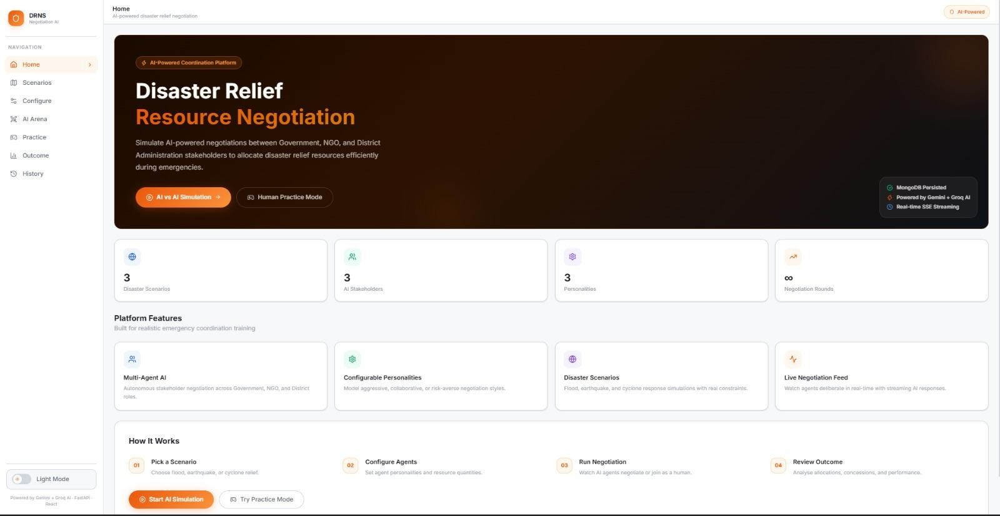 DRNS
Negotiation AI
NAVIGATION
Home
Scenarios
Configure
AI Arena
Practice
Outcome
History
Light Mode
Powered by Gemini + Groq AI · FastAPI ·
React
Home
AI-powered disaster relief negotiation
AI-Powered
AI-Powered Coordination Platform
Disaster Relief
Resource Negotiation
Simulate AI-powered negotiations between Government, NGO, and District
Administration stakeholders to allocate disaster relief resources efficiently
during emergencies.
AI vs AI Simulation →
Human Practice Mode
MongoDB Persisted
Powered by Gemini + Groq AI
Real-time SSE Streaming
3
Disaster Scenarios
3
AI Stakeholders
3
Personalities
∞
Negotiation Rounds
Platform Features
Built for realistic emergency coordination training
Multi-Agent AI
Autonomous stakeholder negotiation across Government, NGO, and District
roles.
Configurable Personalities
Model aggressive, collaborative, or risk-averse negotiation styles.
Disaster Scenarios
Flood, earthquake, and cyclone response simulations with real constraints.
Live Negotiation Feed
Watch agents deliberate in real-time with streaming AI responses.
How It Works
01
Pick a Scenario
Choose flood, earthquake, or cyclone relief.
02
Configure Agents
Set agent personalities and resource quantities.
03
Run Negotiation
Watch AI agents negotiate or join as a human.
04
Review Outcome
Analyse allocations, concessions, and performance.
Start AI Simulation
Try Practice Mode